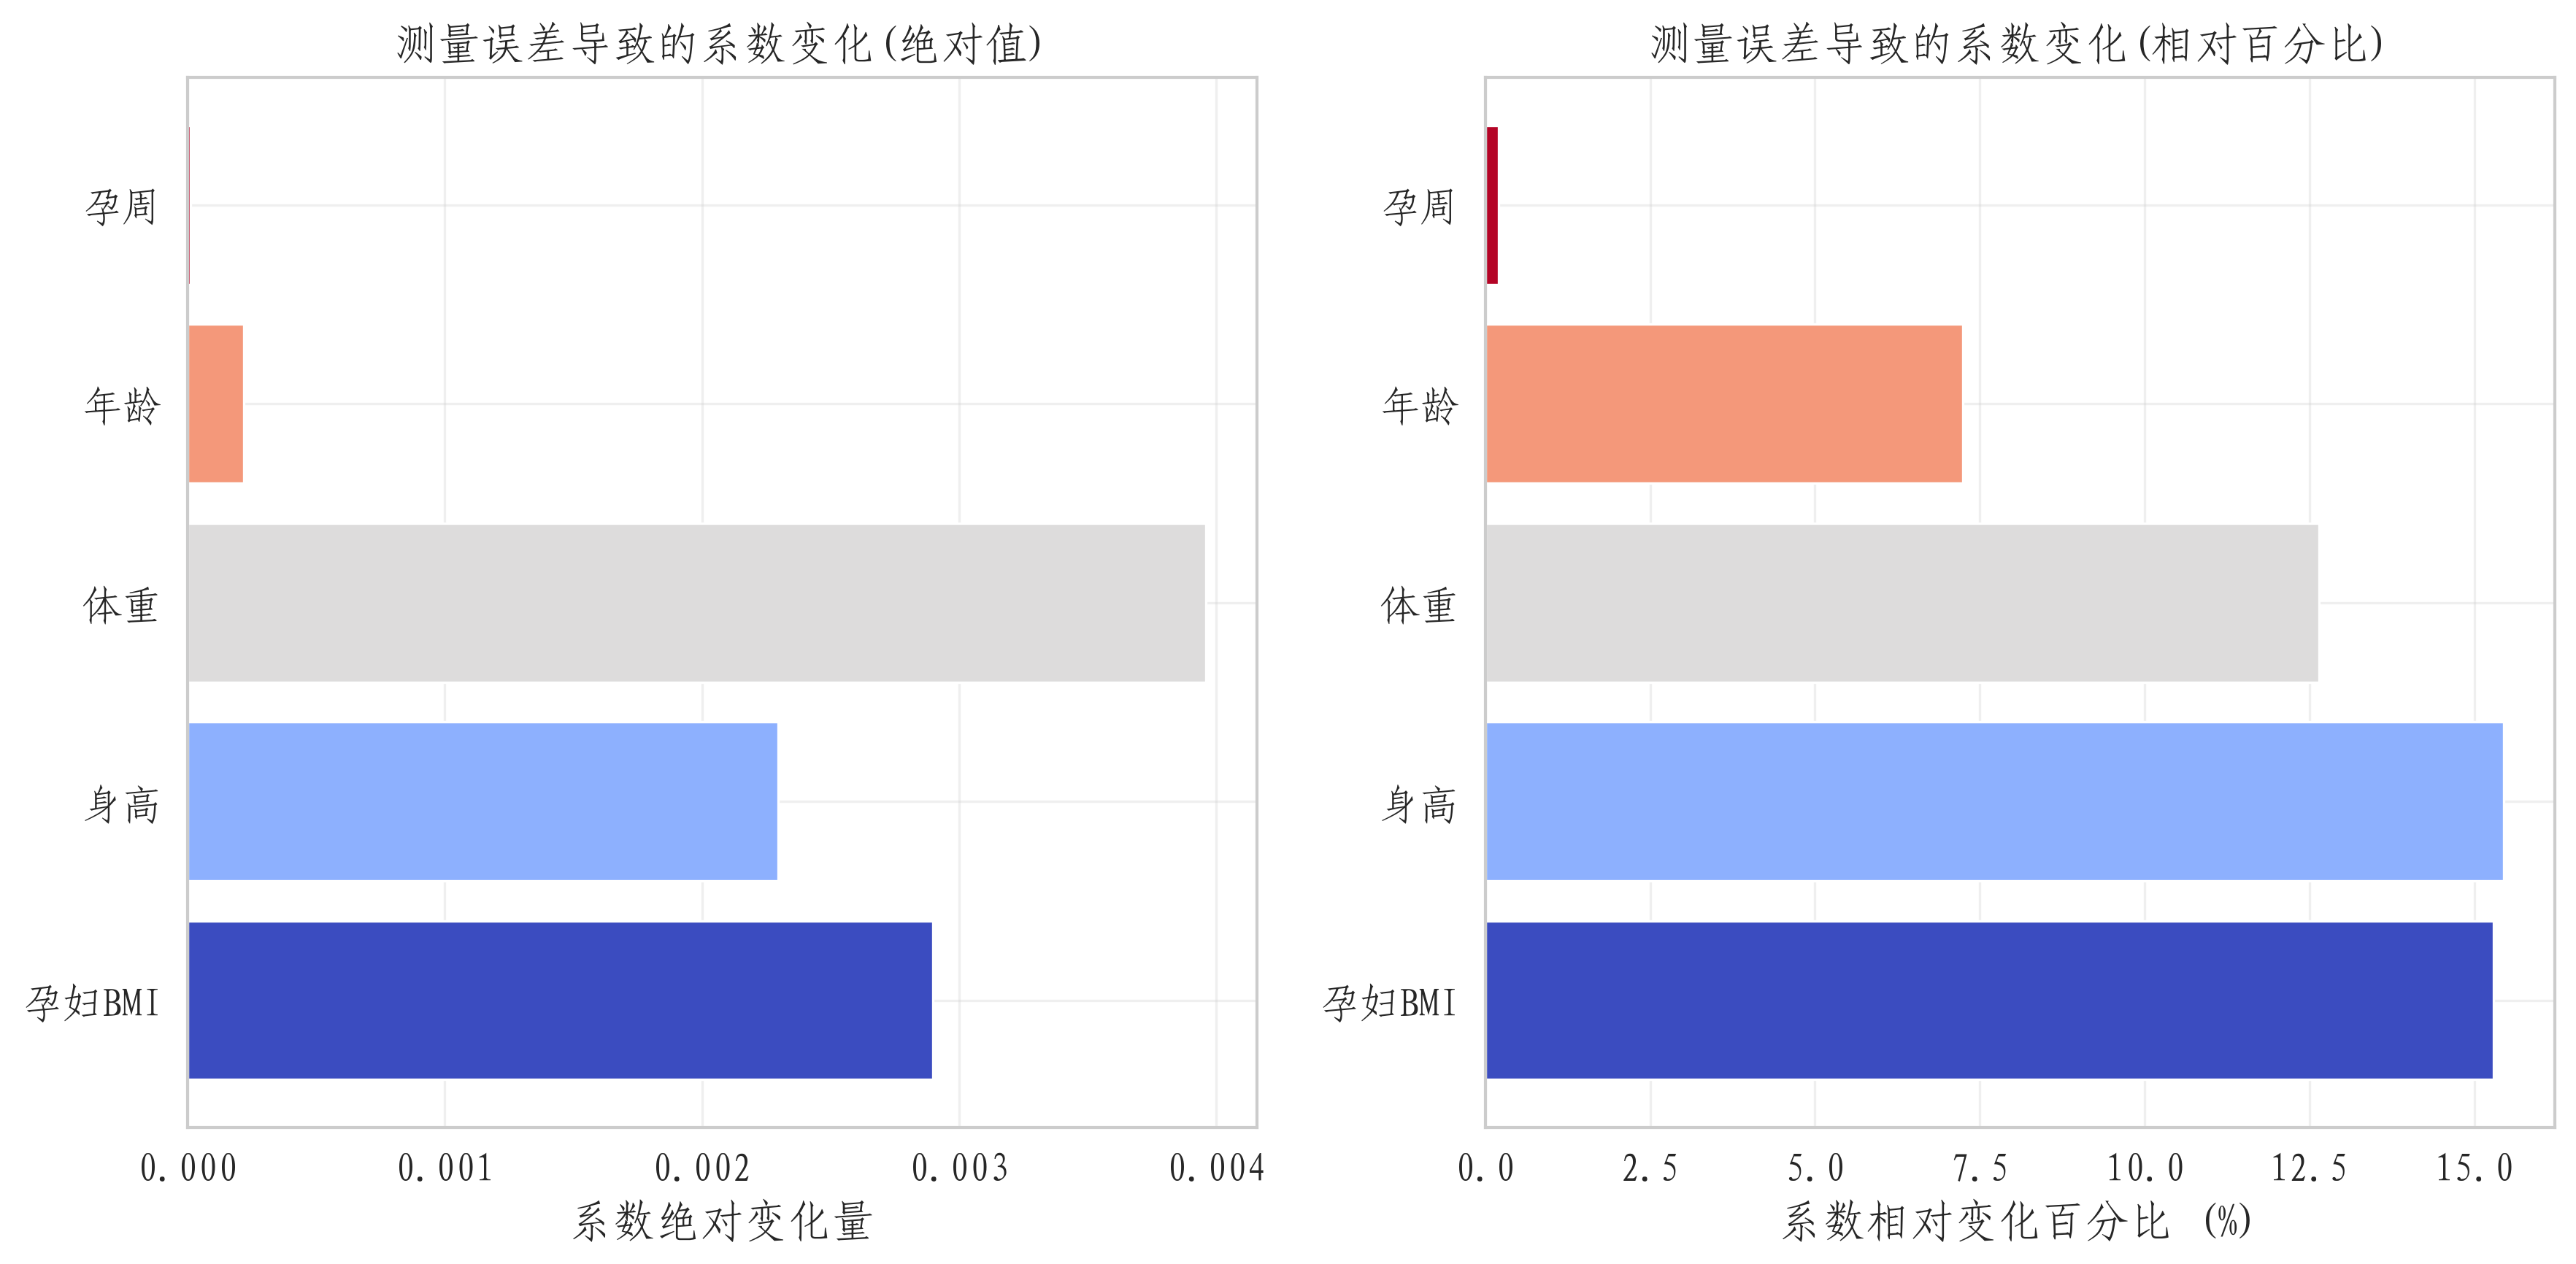 测量误差导致的系数变化(绝对值)
孕周
年龄
体重
身高
孕妇BMI
0.000 0.001 0.002 0.003 0.004
系数绝对变化量
测量误差导致的系数变化(相对百分比)
孕周
年龄
体重
身高
孕妇BMI
0.0 2.5 5.0 7.5 10.0 12.5 15.0
系数相对变化百分比 (%)